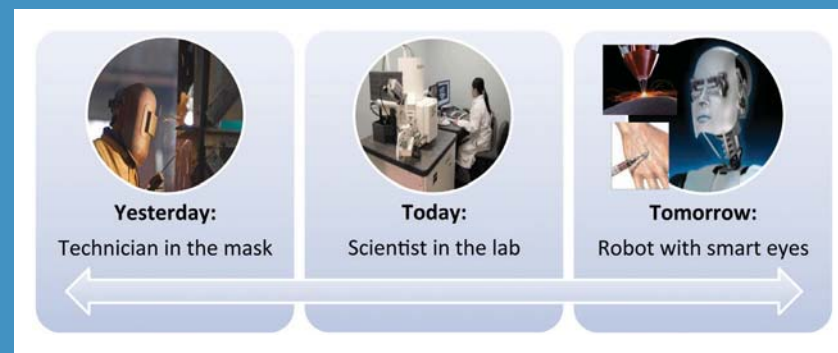 Yesterday:
Technician in the mask
Today:
Scientist in the lab
Tomorrow:
Robot with smart eyes